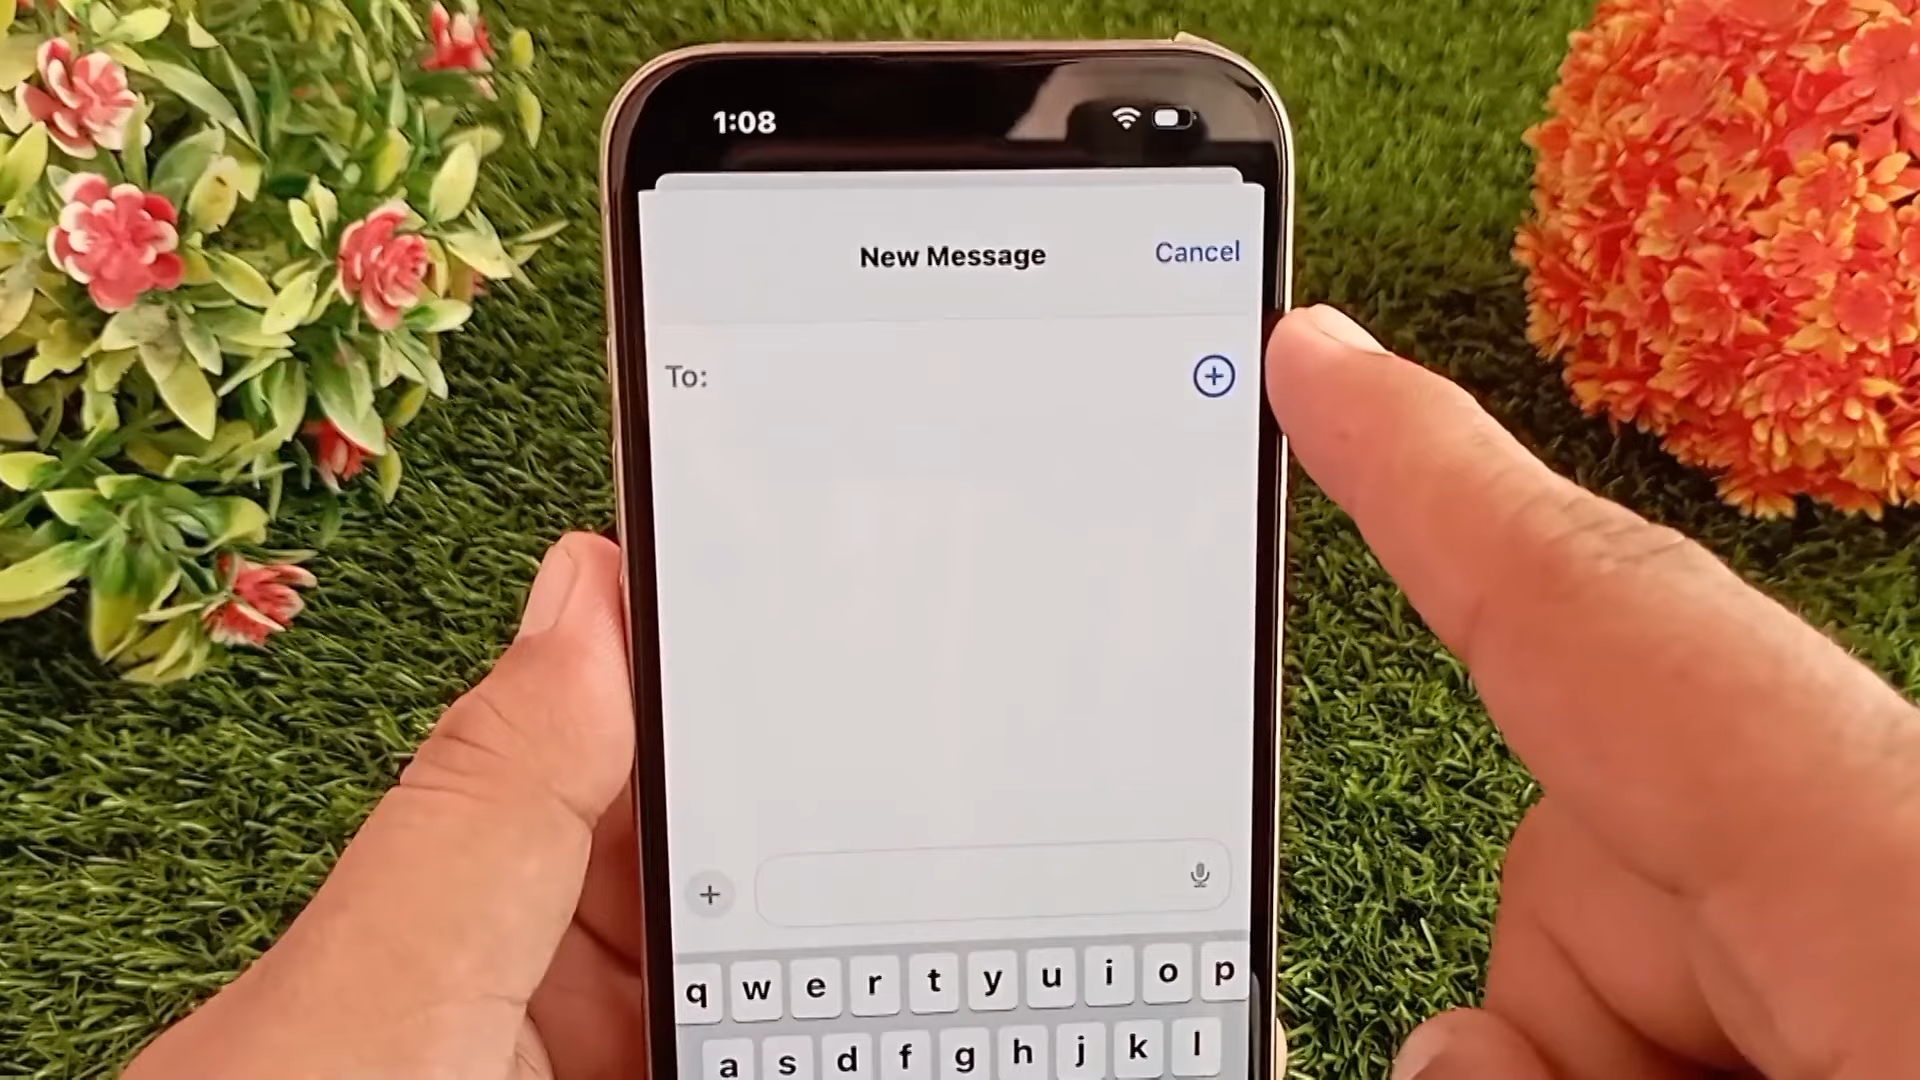 1:08
New Message
Cancel
To:
q w e r t y u i o p
a s d f g h j k l